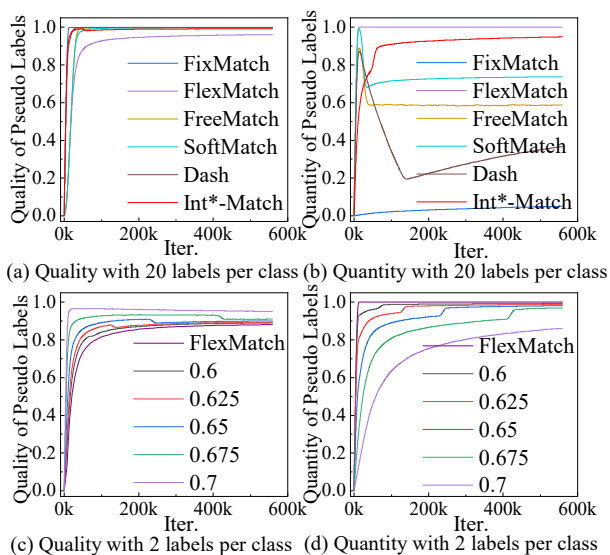 Quality of Pseudo Labels
1.0
0.8
0.6
0.4
0.2
0.0
FixMatch
FlexMatch
FreeMatch
SoftMatch
Dash
Int*-Match
0k 200k 400k 600k
Iter.
(a) Quality with 20 labels per class
Quantity of Pseudo Labels
1.0
0.8
0.6
0.4
0.2
0.0
FixMatch
FlexMatch
FreeMatch
SoftMatch
Dash
Int*-Match
0k 200k 400k 600k
Iter.
(b) Quantity with 20 labels per class
Quality of Pseudo Labels
1.0
0.8
0.6
0.4
0.2
0.0
FlexMatch
0.6
0.625
0.65
0.675
0.7
0k 200k 400k 600k
Iter.
(c) Quality with 2 labels per class
Quantity of Pseudo Labels
1.0
0.8
0.6
0.4
0.2
0.0
FlexMatch
0.6
0.625
0.65
0.675
0.7
0k 200k 400k 600k
Iter.
(d) Quantity with 2 labels per class